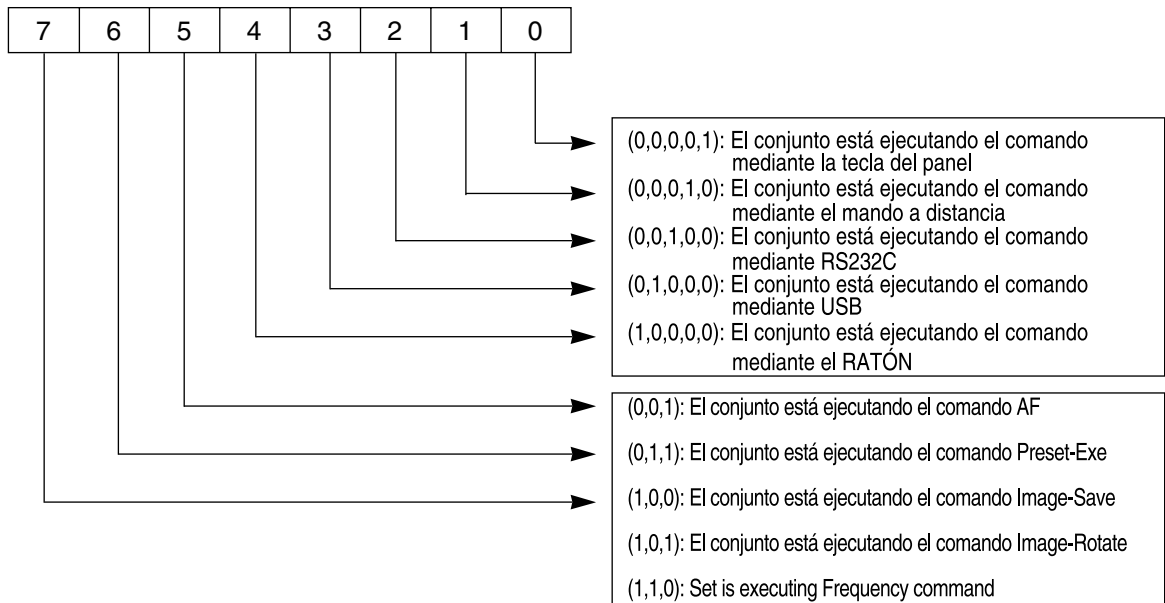 7 6 5 4 3 2 1 0
(0,0,0,0,1): El conjunto está ejecutando el comando
mediante la tecla del panel
(0,0,0,1,0): El conjunto está ejecutando el comando
mediante el mando a distancia
(0,0,1,0,0): El conjunto está ejecutando el comando
mediante RS232C
(0,1,0,0,0): El conjunto está ejecutando el comando
mediante USB
(1,0,0,0,0): El conjunto está ejecutando el comando
mediante el RATÓN
(0,0,1): El conjunto está ejecutando el comando AF
(0,1,1): El conjunto está ejecutando el comando Preset-Exe
(1,0,0): El conjunto está ejecutando el comando Image-Save
(1,0,1): El conjunto está ejecutando el comando Image-Rotate
(1,1,0): Set is executing Frequency command